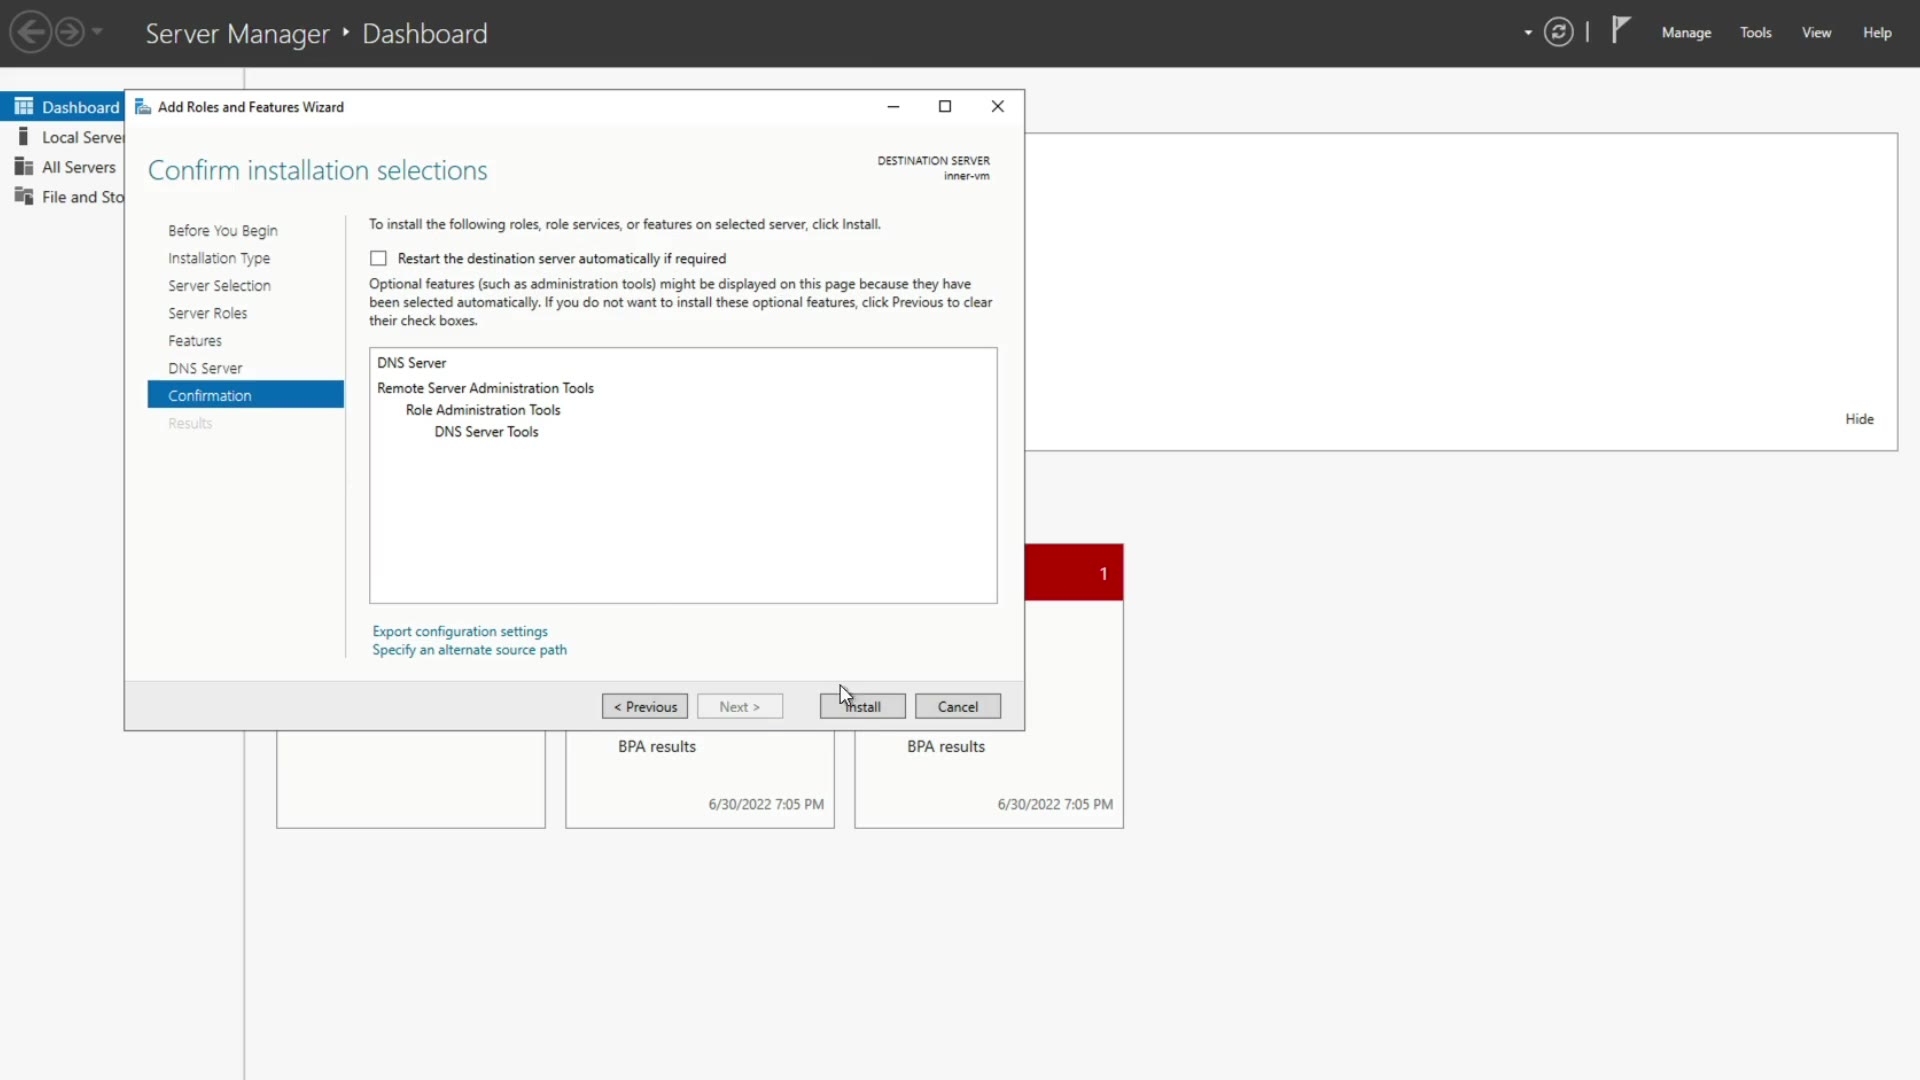 Server Manager ‣ Dashboard
Manage Tools View Help
Dashboard
Local Server
All Servers
File and Sto
Add Roles and Features Wizard
Confirm installation selections
DESTINATION SERVER
inner-vm
Before You Begin
Installation Type
Server Selection
Server Roles
Features
DNS Server
Confirmation
Results
To install the following roles, role services, or features on selected server, click Install.
Restart the destination server automatically if required
Optional features (such as administration tools) might be displayed on this page because they have
been selected automatically. If you do not want to install these optional features, click Previous to clear
their check boxes.
DNS Server
Remote Server Administration Tools
Role Administration Tools
DNS Server Tools
Export configuration settings
Specify an alternate source path
< Previous
Next >
Install
Cancel
Hide
1
BPA results
6/30/2022 7:05 PM
BPA results
6/30/2022 7:05 PM